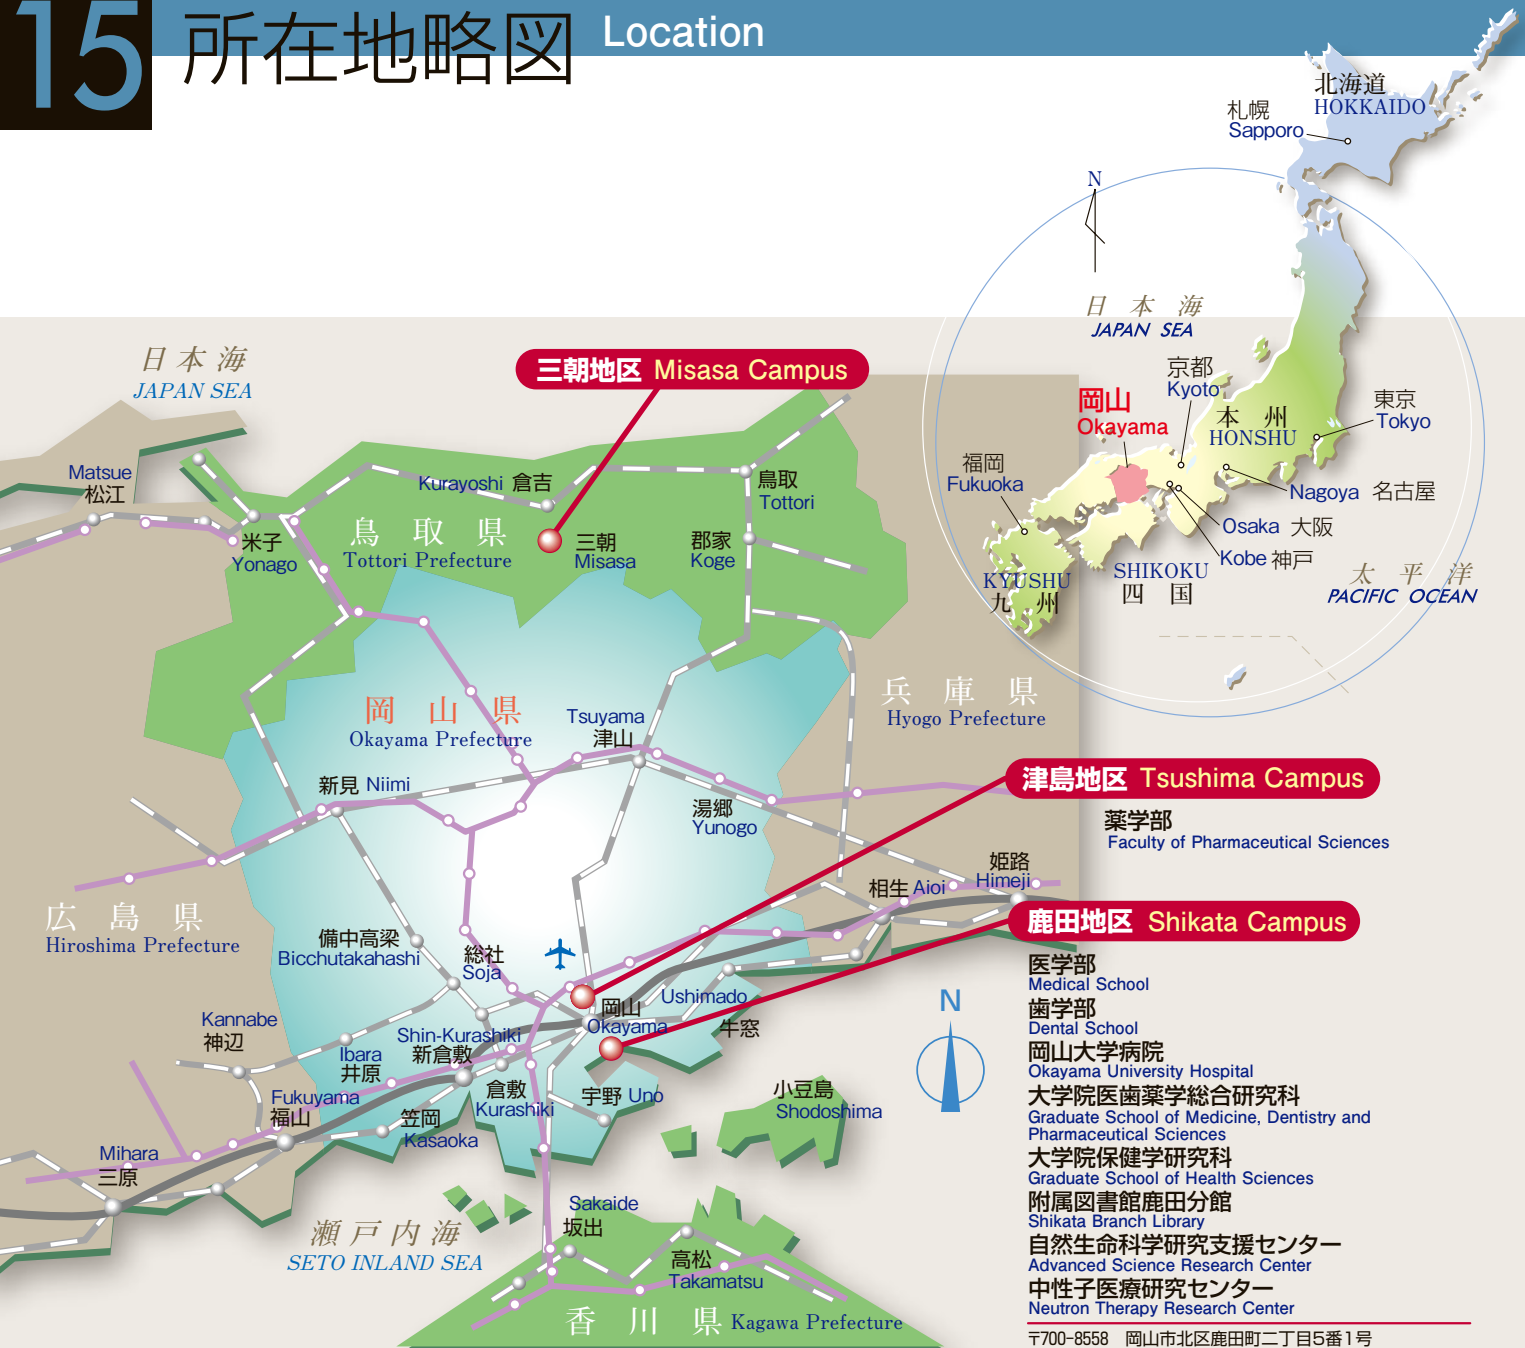 15 所在地略図 Location
北海道
HOKKAIDO
札幌
Sapporo
N
日本海
JAPAN SEA
京都
Kyoto
岡山
Okayama
本州
HONSHU
東京
Tokyo
福岡
Fukuoka
Nagoya 名古屋
Osaka 大阪
Kobe 神戸
KYUSHU
九州
SHIKOKU
四国
太平洋
PACIFIC OCEAN
日本海
JAPAN SEA
三朝地区 Misasa Campus
Matsue
松江
Kurayoshi 倉吉
鳥取
Tottori
米子
Yonago
鳥取県
Tottori Prefecture
三朝
Misasa
郡家
Koge
岡山県
Okayama Prefecture
Tsuyama
津山
兵庫県
Hyogo Prefecture
新見 Niimi
湯郷
Yunogo
津島地区 Tsushima Campus
薬学部
Faculty of Pharmaceutical Sciences
姫路
Himeji
相生 Aioi
広島県
Hiroshima Prefecture
備中高梁
Bicchutakahashi
総社
Soja
鹿田地区 Shikata Campus
岡山
Okayama
Ushimado
牛窓
Kannabe
神辺
Ibara
井原
Shin-Kurashiki
新倉敷
倉敷
Kurashiki
宇野 Uno
Fukuyama
福山
笠岡
Kasaoka
小豆島
Shodoshima
Mihara
三原
N
瀬戸内海
SETO INLAND SEA
Sakaide
坂出
高松
Takamatsu
香川県 Kagawa Prefecture
医学部
Medical School
歯学部
Dental School
岡山大学病院
Okayama University Hospital
大学院医歯薬学総合研究科
Graduate School of Medicine, Dentistry and
Pharmaceutical Sciences
大学院保健学研究科
Graduate School of Health Sciences
附属図書館鹿田分館
Shikata Branch Library
自然生命科学研究支援センター
Advanced Science Research Center
中性子医療研究センター
Neutron Therapy Research Center
〒700-8558 岡山市北区鹿田町二丁目5番1号